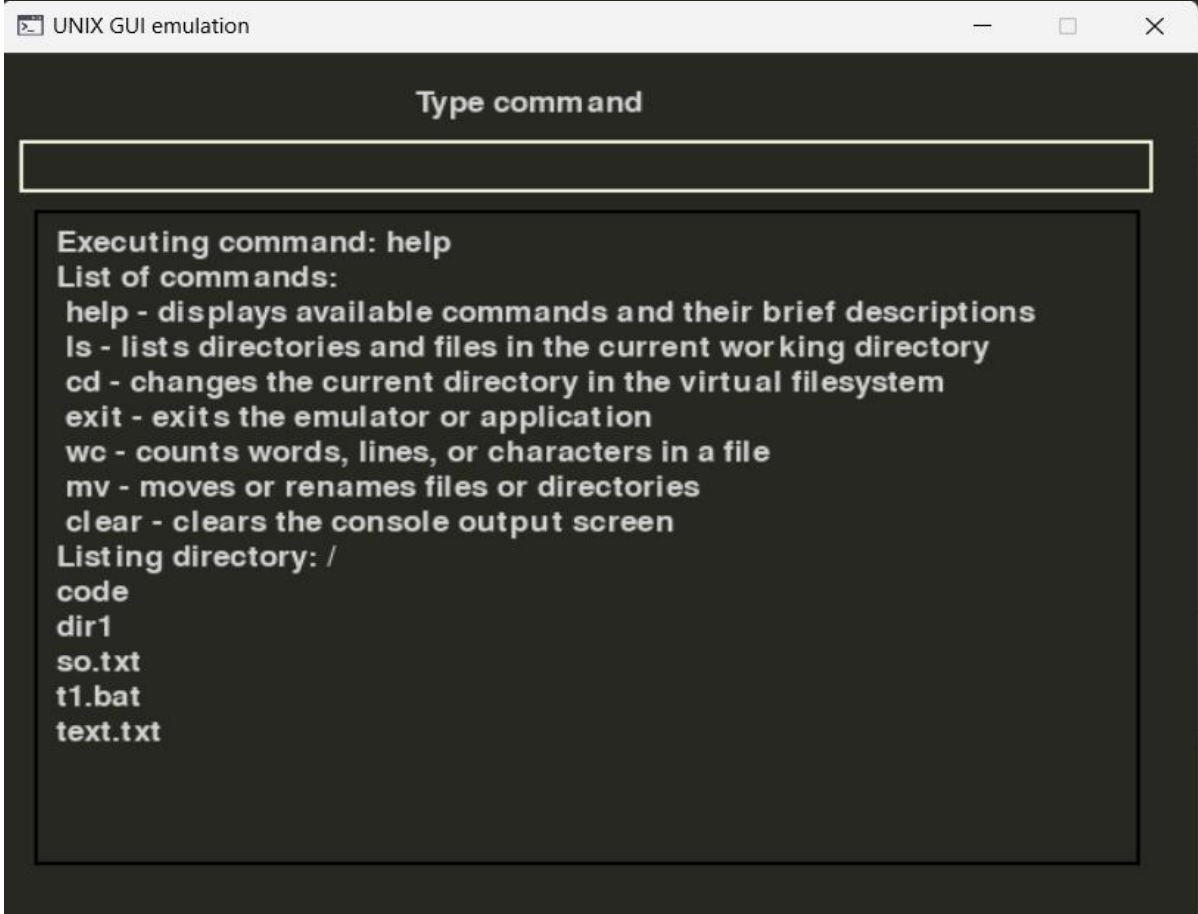 UNIX GUI emulation
Type command
Executing command: help
List of commands:
help - displays available commands and their brief descriptions
ls - lists directories and files in the current working directory
cd - changes the current directory in the virtual filesystem
exit - exits the emulator or application
wc - counts words, lines, or characters in a file
mv - moves or renames files or directories
clear - clears the console output screen
Listing directory: /
code
dir1
so.txt
t1.bat
text.txt